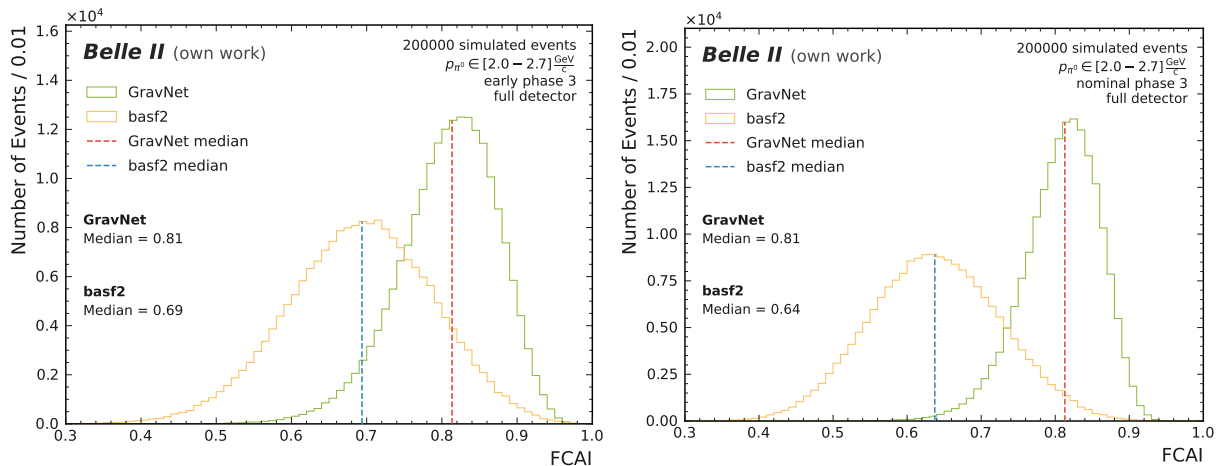 ×10⁴
Belle II (own work)
200000 simulated events
p_π⁰ ∈ [2.0 − 2.7] GeV/c
early phase 3
full detector
GravNet
basf2
GravNet median
basf2 median
GravNet
Median = 0.81
basf2
Median = 0.69
Number of Events / 0.01
1.6
1.4
1.2
1.0
0.8
0.6
0.4
0.2
0.0
0.3 0.4 0.5 0.6 0.7 0.8 0.9 1.0
FCAI
×10⁴
Belle II (own work)
200000 simulated events
p_π⁰ ∈ [2.0 − 2.7] GeV/c
nominal phase 3
full detector
GravNet
basf2
GravNet median
basf2 median
GravNet
Median = 0.81
basf2
Median = 0.64
Number of Events / 0.01
2.00
1.75
1.50
1.25
1.00
0.75
0.50
0.25
0.00
0.3 0.4 0.5 0.6 0.7 0.8 0.9 1.0
FCAI